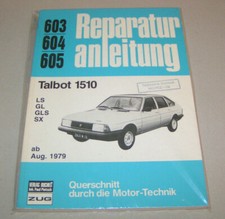 603
604
605
Reparatur
anleitung
Talbot 1510
LS
GL
GLS
SX
ab
Aug. 1979
ZUG
Querschnitt
durch die Motor-Technik